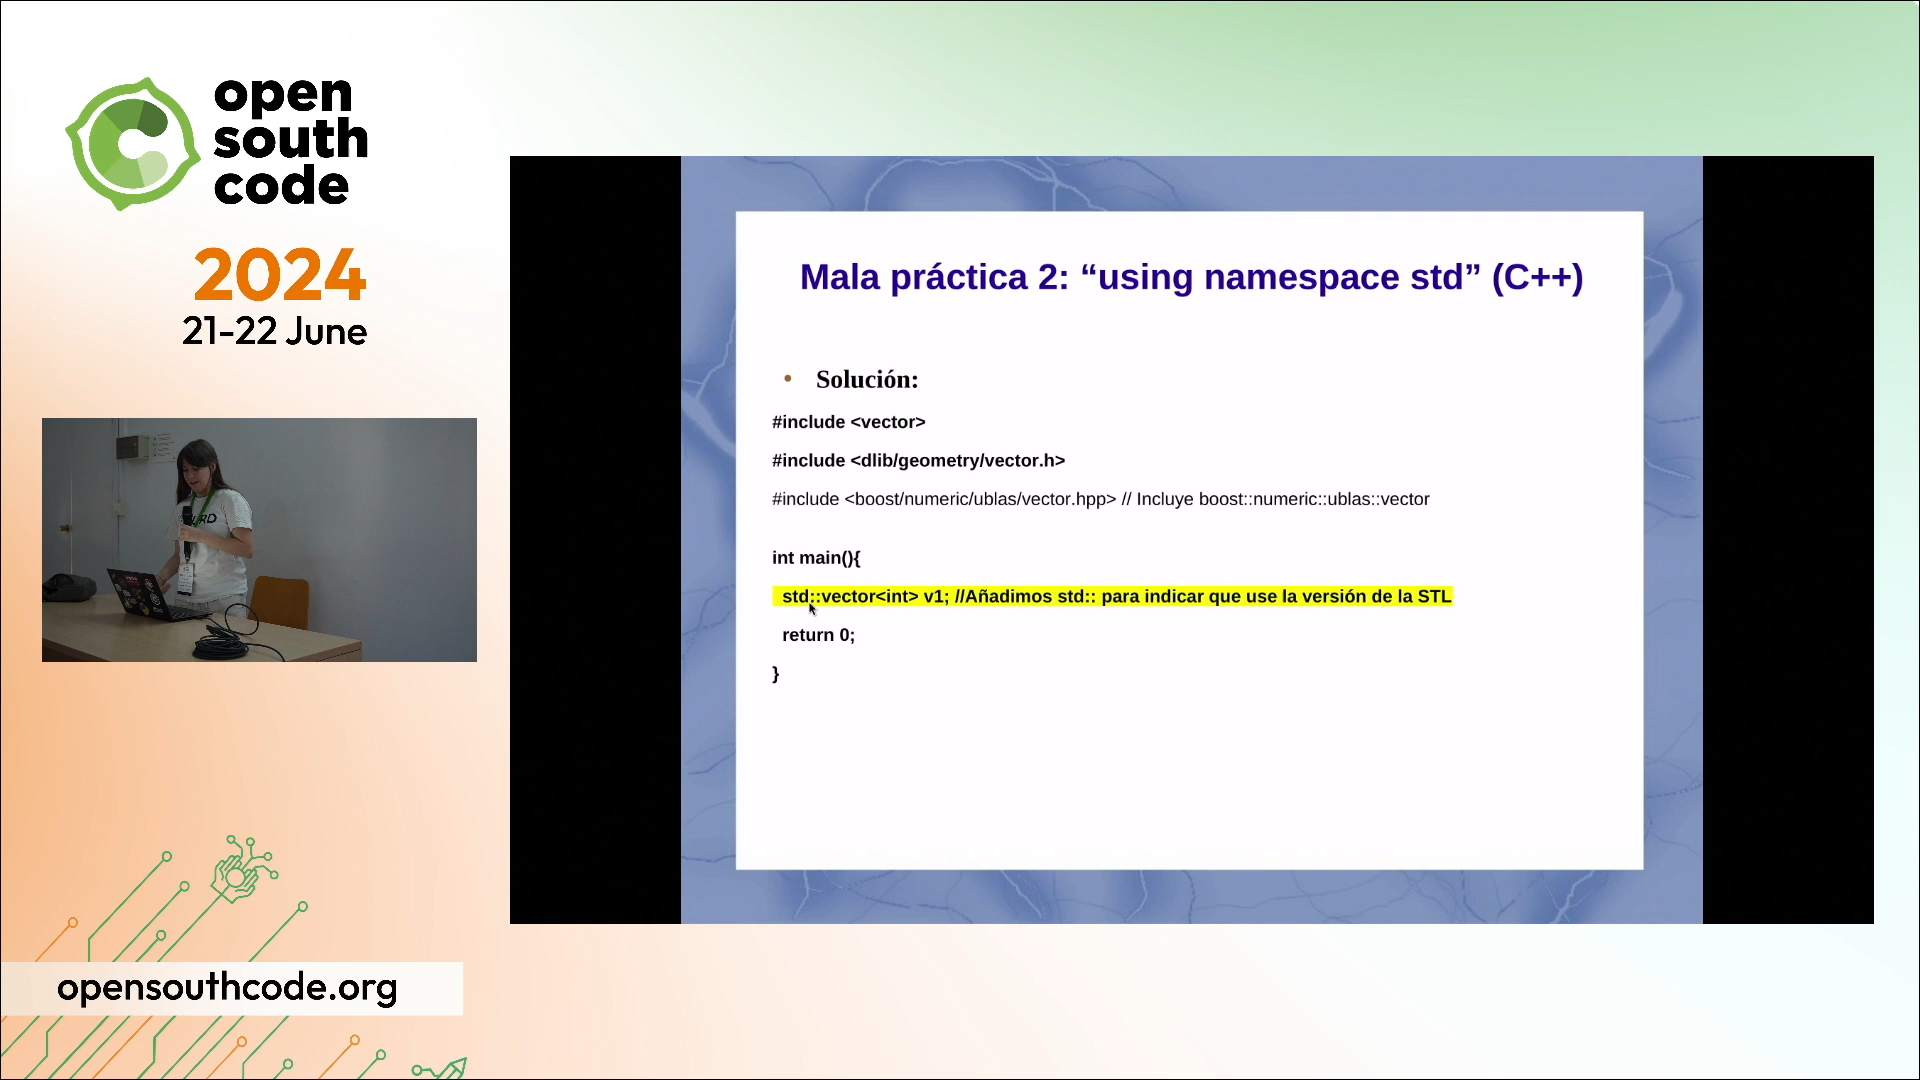 open
south
code
2024
21-22 June
Mala práctica 2: “using namespace std” (C++)
• Solución:
#include <vector>
#include <dlib/geometry/vector.h>
#include <boost/numeric/ublas/vector.hpp> // Incluye boost::numeric::ublas::vector
int main(){
std::vector<int> v1; //Añadimos std:: para indicar que use la versión de la STL
return 0;
}
opensouthcode.org